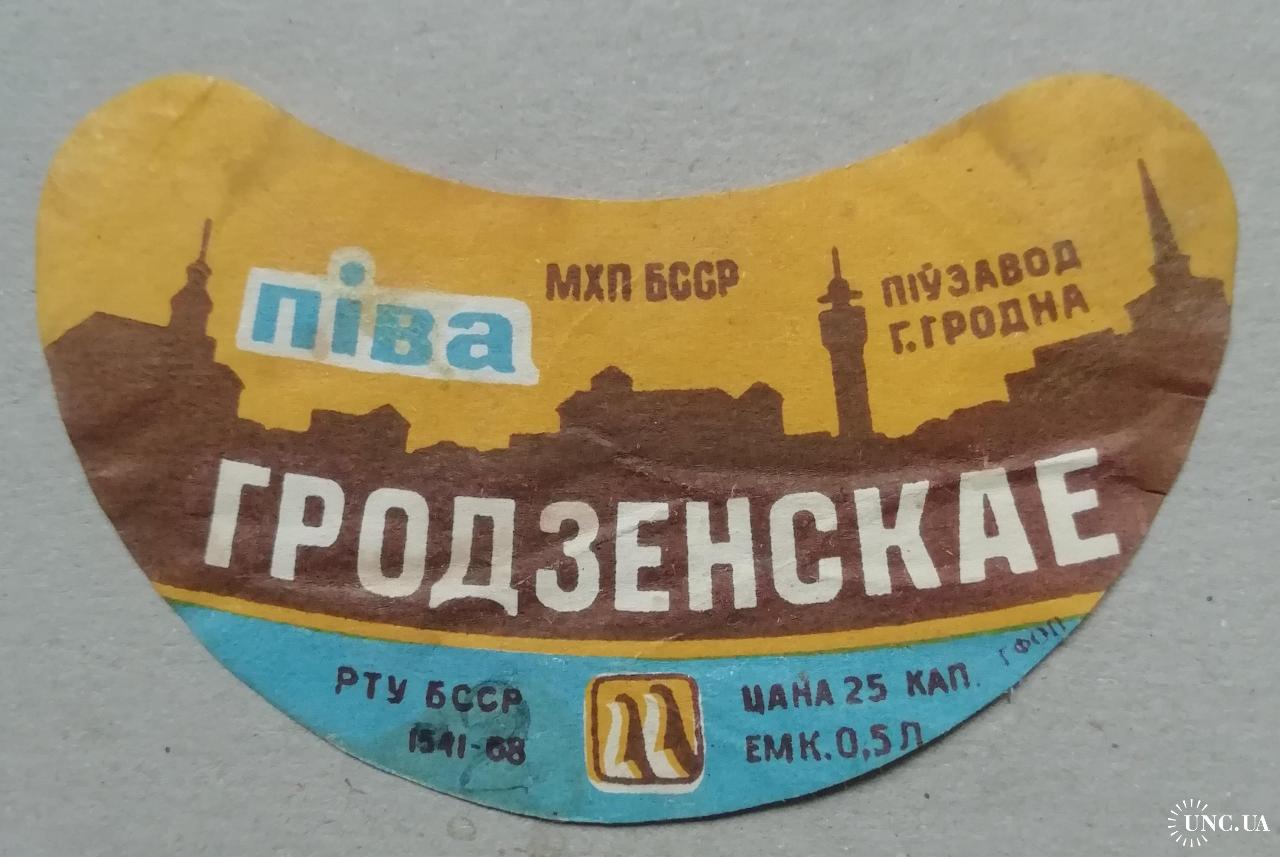 піва
МХП БССР
ПІЎЗАВОД
Г. ГРОДНА
ГРОДЗЕНСКАЕ
РТУ БССР
1541-68
ЦАНА 25 КАП.
ЕМК. 0,5 Л
ГФОП
UNC.UA